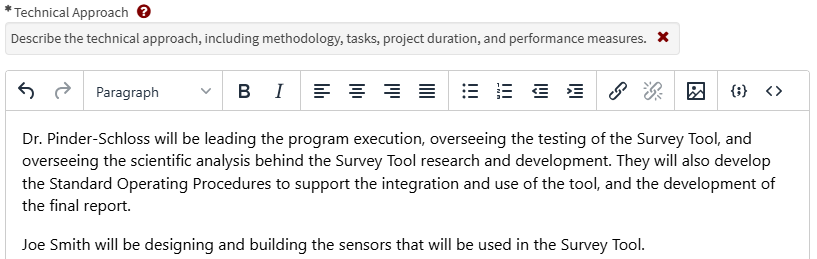 * Technical Approach ?
Describe the technical approach, including methodology, tasks, project duration, and performance measures.
Paragraph B I
Dr. Pinder-Schloss will be leading the program execution, overseeing the testing of the Survey Tool, and
overseeing the scientific analysis behind the Survey Tool research and development. They will also develop
the Standard Operating Procedures to support the integration and use of the tool, and the development of
the final report.
Joe Smith will be designing and building the sensors that will be used in the Survey Tool.